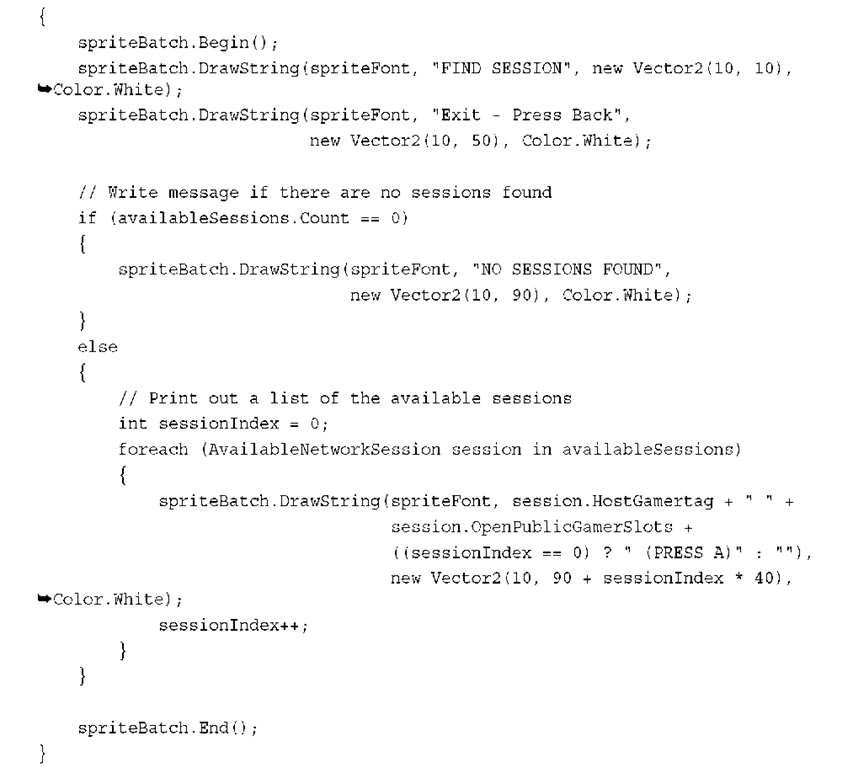 {
    spriteBatch.Begin();
    spriteBatch.DrawString(spriteFont, "FIND SESSION", new Vector2(10, 10),
➥Color.White);
    spriteBatch.DrawString(spriteFont, "Exit - Press Back",
                           new Vector2(10, 50), Color.White);

    // Write message if there are no sessions found
    if (availableSessions.Count == 0)
    {
        spriteBatch.DrawString(spriteFont, "NO SESSIONS FOUND",
                               new Vector2(10, 90), Color.White);
    }
    else
    {
        // Print out a list of the available sessions
        int sessionIndex = 0;
        foreach (AvailableNetworkSession session in availableSessions)
        {
            spriteBatch.DrawString(spriteFont, session.HostGamertag + " " +
                                   session.OpenPublicGamerSlots +
                                   ((sessionIndex == 0) ? " (PRESS A)" : ""),
                                   new Vector2(10, 90 + sessionIndex * 40),
➥Color.White);
            sessionIndex++;
        }
    }

    spriteBatch.End();
}